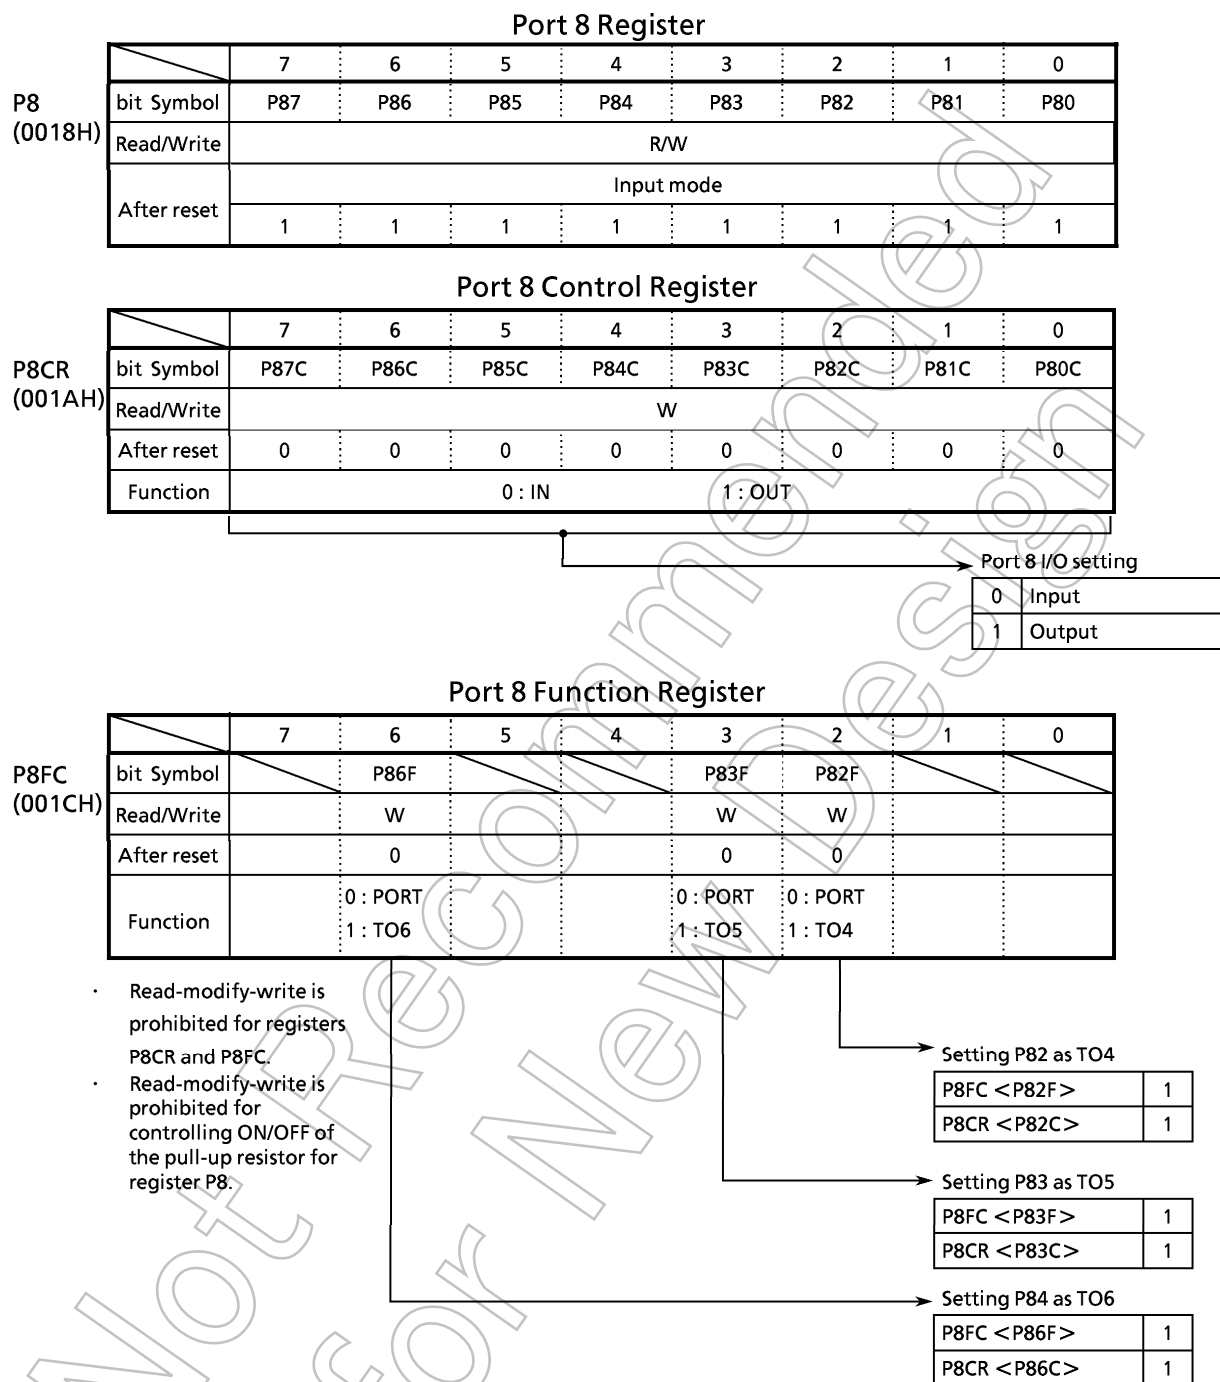 Port 8 Register
7 6 5 4 3 2 1 0
P8
(0018H)
bit Symbol P87 P86 P85 P84 P83 P82 P81 P80
Read/Write R/W
After reset Input mode
1 1 1 1 1 1 1 1
Port 8 Control Register
7 6 5 4 3 2 1 0
P8CR
(001AH)
bit Symbol P87C P86C P85C P84C P83C P82C P81C P80C
Read/Write W
After reset 0 0 0 0 0 0 0 0
Function 0 : IN 1 : OUT
Port 8 I/O setting
0 Input
1 Output
Port 8 Function Register
7 6 5 4 3 2 1 0
P8FC
(001CH)
bit Symbol P86F P83F P82F
Read/Write W W W
After reset 0 0 0
Function 0 : PORT 0 : PORT 0 : PORT
1 : TO6 1 : TO5 1 : TO4
· Read-modify-write is
prohibited for registers
P8CR and P8FC.
· Read-modify-write is
prohibited for
controlling ON/OFF of
the pull-up resistor for
register P8.
Setting P82 as TO4
P8FC <P82F> 1
P8CR <P82C> 1
Setting P83 as TO5
P8FC <P83F> 1
P8CR <P83C> 1
Setting P84 as TO6
P8FC <P86F> 1
P8CR <P86C> 1
Not Recommended
for New Design